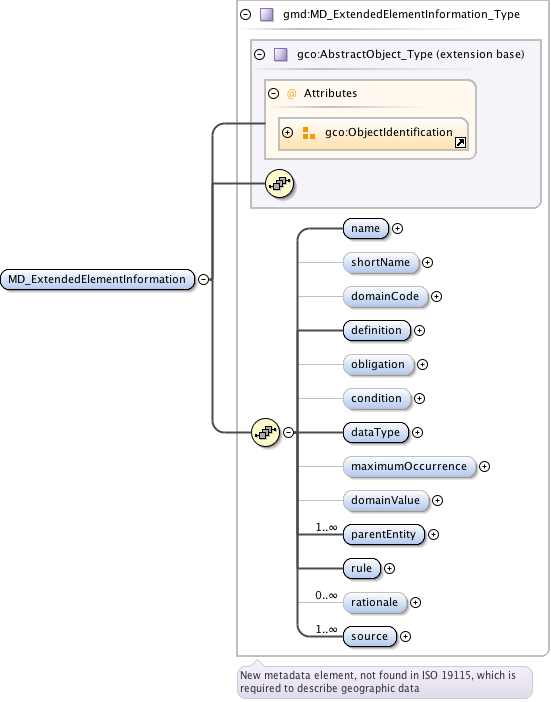 gmd:MD_ExtendedElementInformation_Type
gco:AbstractObject_Type (extension base)
@ Attributes
gco:ObjectIdentification
MD_ExtendedElementInformation
name
shortName
domainCode
definition
obligation
condition
dataType
maximumOccurrence
domainValue
1..∞ parentEntity
rule
0..∞ rationale
1..∞ source
New metadata element, not found in ISO 19115, which is
required to describe geographic data